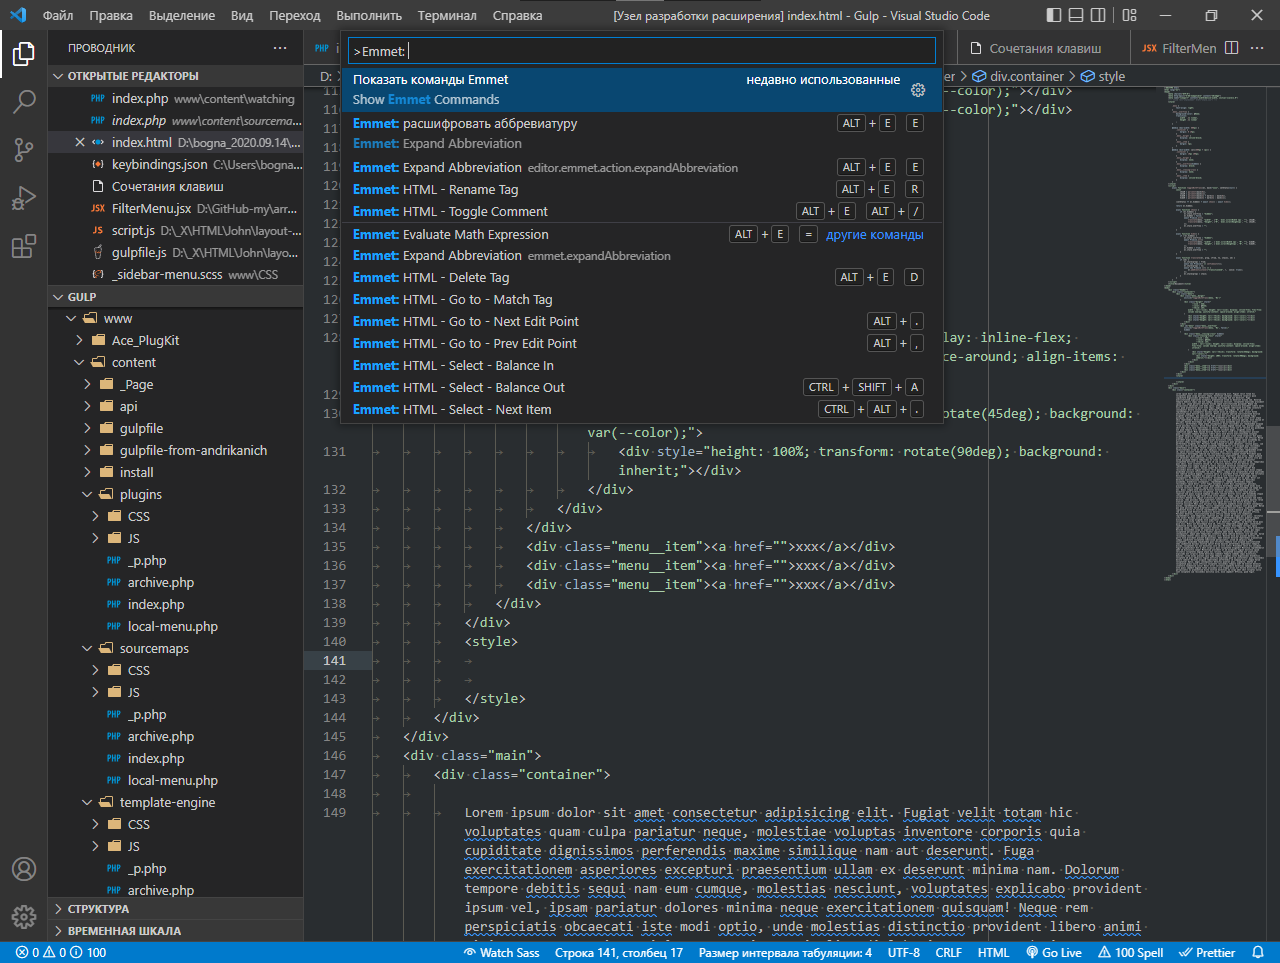 Файл Правка Выделение Вид Переход Выполнить Терминал Справка [Узел разработки расширения] index.html - Gulp - Visual Studio Code
ПРОВОДНИК
ОТКРЫТЫЕ РЕДАКТОРЫ
PHP index.php www\content\watching
PHP index.php www\content\sourcema...
index.html D:\bogna_2020.09.14\...
keybindings.json C:\Users\bogna...
Сочетания клавиш
JSX FilterMenu.jsx D:\GitHub-my\arr...
JS script.js D:\_X\HTML\John\layout-...
gulpfile.js D:\_X\HTML\John\layo...
_sidebar-menu.scss www\CSS
GULP
www
Ace_PlugKit
content
_Page
api
gulpfile
gulpfile-from-andrikanich
install
plugins
CSS
JS
PHP _p.php
PHP archive.php
PHP index.php
PHP local-menu.php
sourcemaps
CSS
JS
PHP _p.php
PHP archive.php
PHP index.php
PHP local-menu.php
template-engine
CSS
JS
PHP _p.php
PHP archive.php
СТРУКТУРА
ВРЕМЕННАЯ ШКАЛА
PHP
Сочетания клавиш
JSX FilterMen
D:
er > div.container > style
>Emmet:
Показать команды Emmet недавно использованные
Show Emmet Commands
Emmet: расшифровать аббревиатуру ALT + E E
Emmet: Expand Abbreviation
Emmet: Expand Abbreviation editor.emmet.action.expandAbbreviation ALT + E E
Emmet: HTML - Rename Tag ALT + E R
Emmet: HTML - Toggle Comment ALT + E ALT + /
Emmet: Evaluate Math Expression ALT + E = другие команды
Emmet: Expand Abbreviation emmet.expandAbbreviation
Emmet: HTML - Delete Tag ALT + E D
Emmet: HTML - Go to - Match Tag
Emmet: HTML - Go to - Next Edit Point ALT + .
Emmet: HTML - Go to - Prev Edit Point ALT + ,
Emmet: HTML - Select - Balance In
Emmet: HTML - Select - Balance Out CTRL + SHIFT + A
Emmet: HTML - Select - Next Item CTRL + ALT + .
--color);"></div>
--color);"></div>
lay: inline-flex;
ce-around; align-items:
otate(45deg); background:
var(--color);">
131 <div style="height: 100%; transform: rotate(90deg); background:
inherit;"></div>
132 </div>
133 </div>
134 </div>
135 <div class="menu__item"><a href="">xxx</a></div>
136 <div class="menu__item"><a href="">xxx</a></div>
137 <div class="menu__item"><a href="">xxx</a></div>
138 </div>
139 </div>
140 <style>
141
142
143 </style>
144 </div>
145 </div>
146 <div class="main">
147 <div class="container">
148
149 Lorem ipsum dolor sit amet consectetur adipisicing elit. Fugiat velit totam hic
voluptates quam culpa pariatur neque, molestiae voluptas inventore corporis quia
cupiditate dignissimos perferendis maxime similique nam aut deserunt. Fuga
exercitationem asperiores excepturi praesentium ullam ex deserunt minima nam. Dolorum
tempore debitis sequi nam eum cumque, molestias nesciunt, voluptates explicabo provident
ipsum vel, ipsam pariatur dolores minima neque exercitationem quisquam! Neque rem
perspiciatis obcaecati iste modi optio, unde molestias distinctio provident libero animi
0 0 100 Watch Sass Строка 141, столбец 17 Размер интервала табуляции: 4 UTF-8 CRLF HTML Go Live 100 Spell Prettier